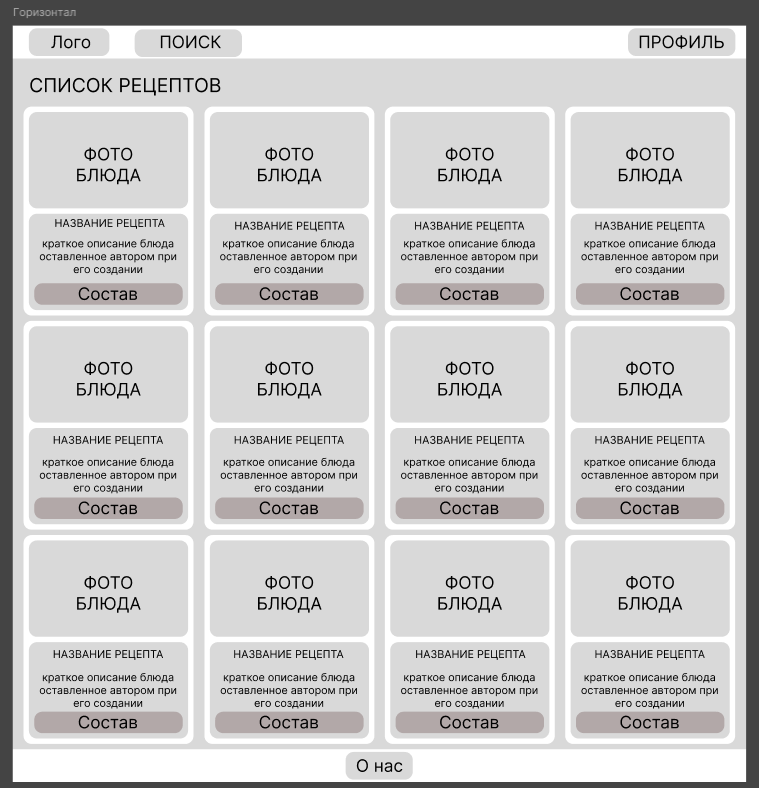 Горизонтал
Лого ПОИСК ПРОФИЛЬ
СПИСОК РЕЦЕПТОВ
ФОТО ФОТО ФОТО ФОТО
БЛЮДА БЛЮДА БЛЮДА БЛЮДА
НАЗВАНИЕ РЕЦЕПТА НАЗВАНИЕ РЕЦЕПТА НАЗВАНИЕ РЕЦЕПТА НАЗВАНИЕ РЕЦЕПТА
краткое описание блюда краткое описание блюда краткое описание блюда краткое описание блюда
оставленное автором при оставленное автором при оставленное автором при оставленное автором при
его создании его создании его создании его создании
Состав Состав Состав Состав
ФОТО ФОТО ФОТО ФОТО
БЛЮДА БЛЮДА БЛЮДА БЛЮДА
НАЗВАНИЕ РЕЦЕПТА НАЗВАНИЕ РЕЦЕПТА НАЗВАНИЕ РЕЦЕПТА НАЗВАНИЕ РЕЦЕПТА
краткое описание блюда краткое описание блюда краткое описание блюда краткое описание блюда
оставленное автором при оставленное автором при оставленное автором при оставленное автором при
его создании его создании его создании его создании
Состав Состав Состав Состав
ФОТО ФОТО ФОТО ФОТО
БЛЮДА БЛЮДА БЛЮДА БЛЮДА
НАЗВАНИЕ РЕЦЕПТА НАЗВАНИЕ РЕЦЕПТА НАЗВАНИЕ РЕЦЕПТА НАЗВАНИЕ РЕЦЕПТА
краткое описание блюда краткое описание блюда краткое описание блюда краткое описание блюда
оставленное автором при оставленное автором при оставленное автором при оставленное автором при
его создании его создании его создании его создании
Состав Состав Состав Состав
О нас